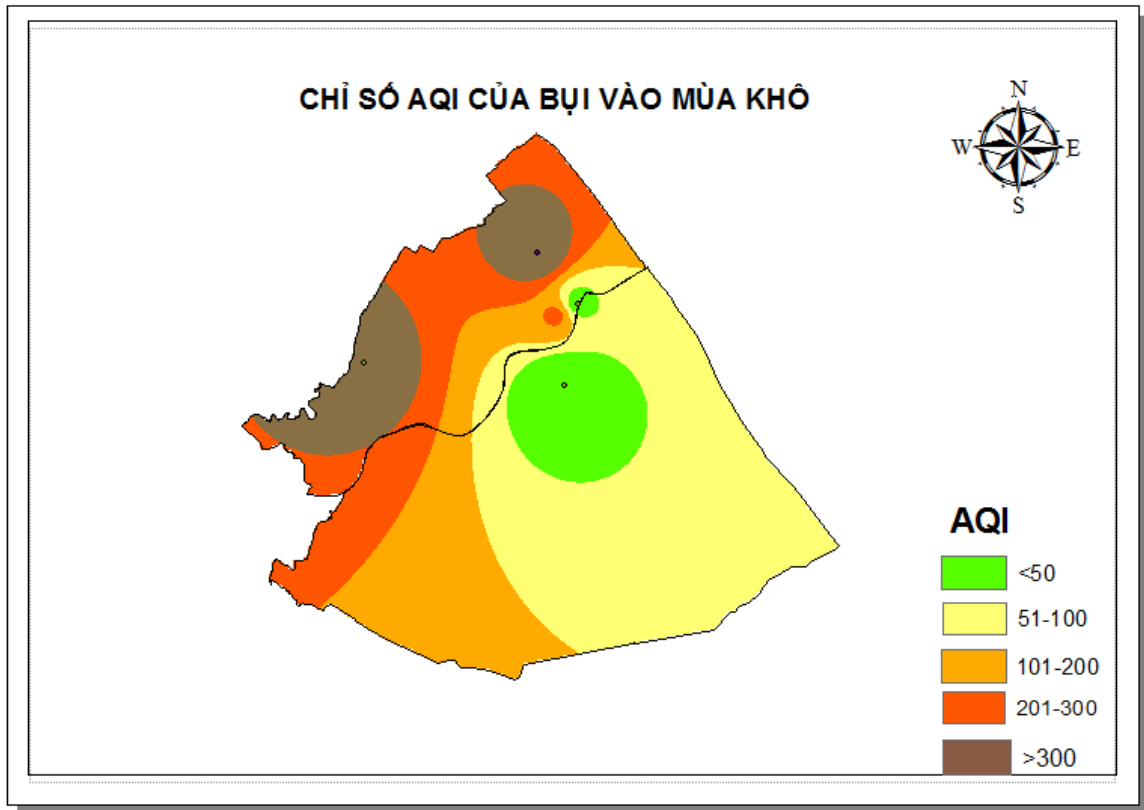 CHỈ SỐ AQI CỦA BỤI VÀO MÙA KHÔ
N
W E
S
AQI
<50
51-100
101-200
201-300
>300